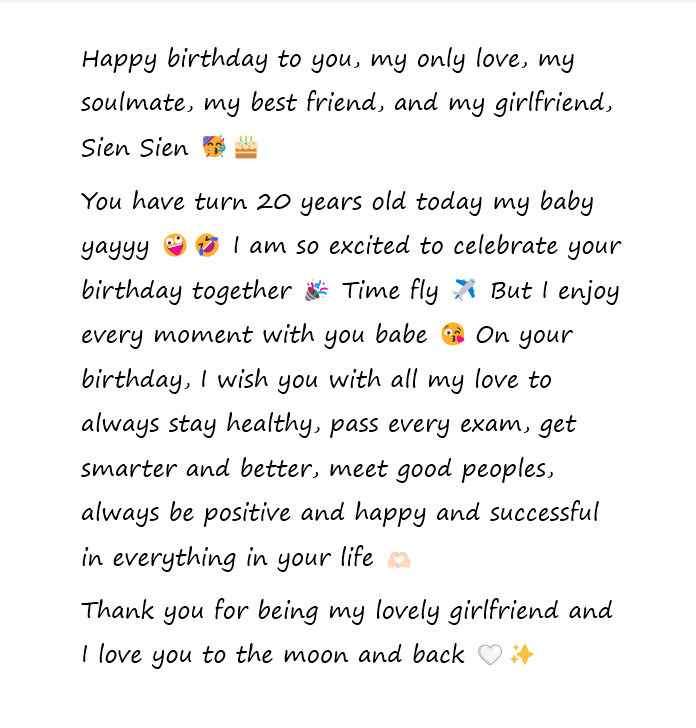 Happy birthday to you, my only love, my
soulmate, my best friend, and my girlfriend,
Sien Sien 🥳 🎂
You have turn 20 years old today my baby
yayyy 🤪 🤣 I am so excited to celebrate your
birthday together 🎉 Time fly ✈️ But I enjoy
every moment with you babe 😘 On your
birthday, I wish you with all my love to
always stay healthy, pass every exam, get
smarter and better, meet good peoples,
always be positive and happy and successful
in everything in your life 🫶🏻
Thank you for being my lovely girlfriend and
I love you to the moon and back 🤍 ✨